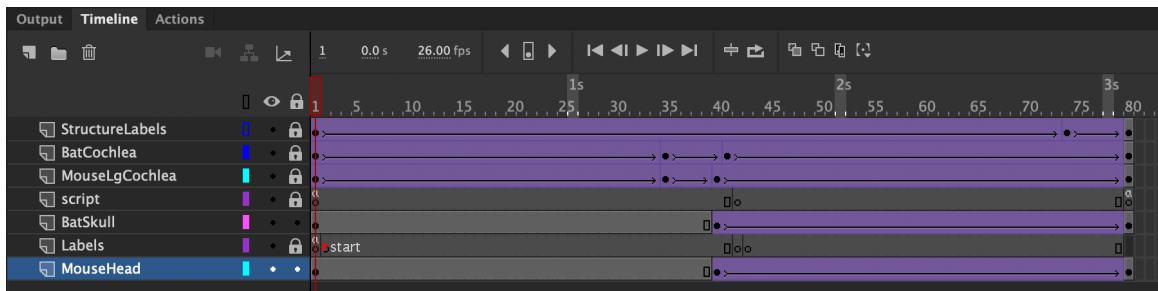 Output Timeline Actions
1 0.0 s 26.00 fps
1s 2s 3s
1 5 10 15 20 25 30 35 40 45 50 55 60 65 70 75 80
StructureLabels
BatCochlea
MouseLgCochlea
script
BatSkull
Labels start
MouseHead